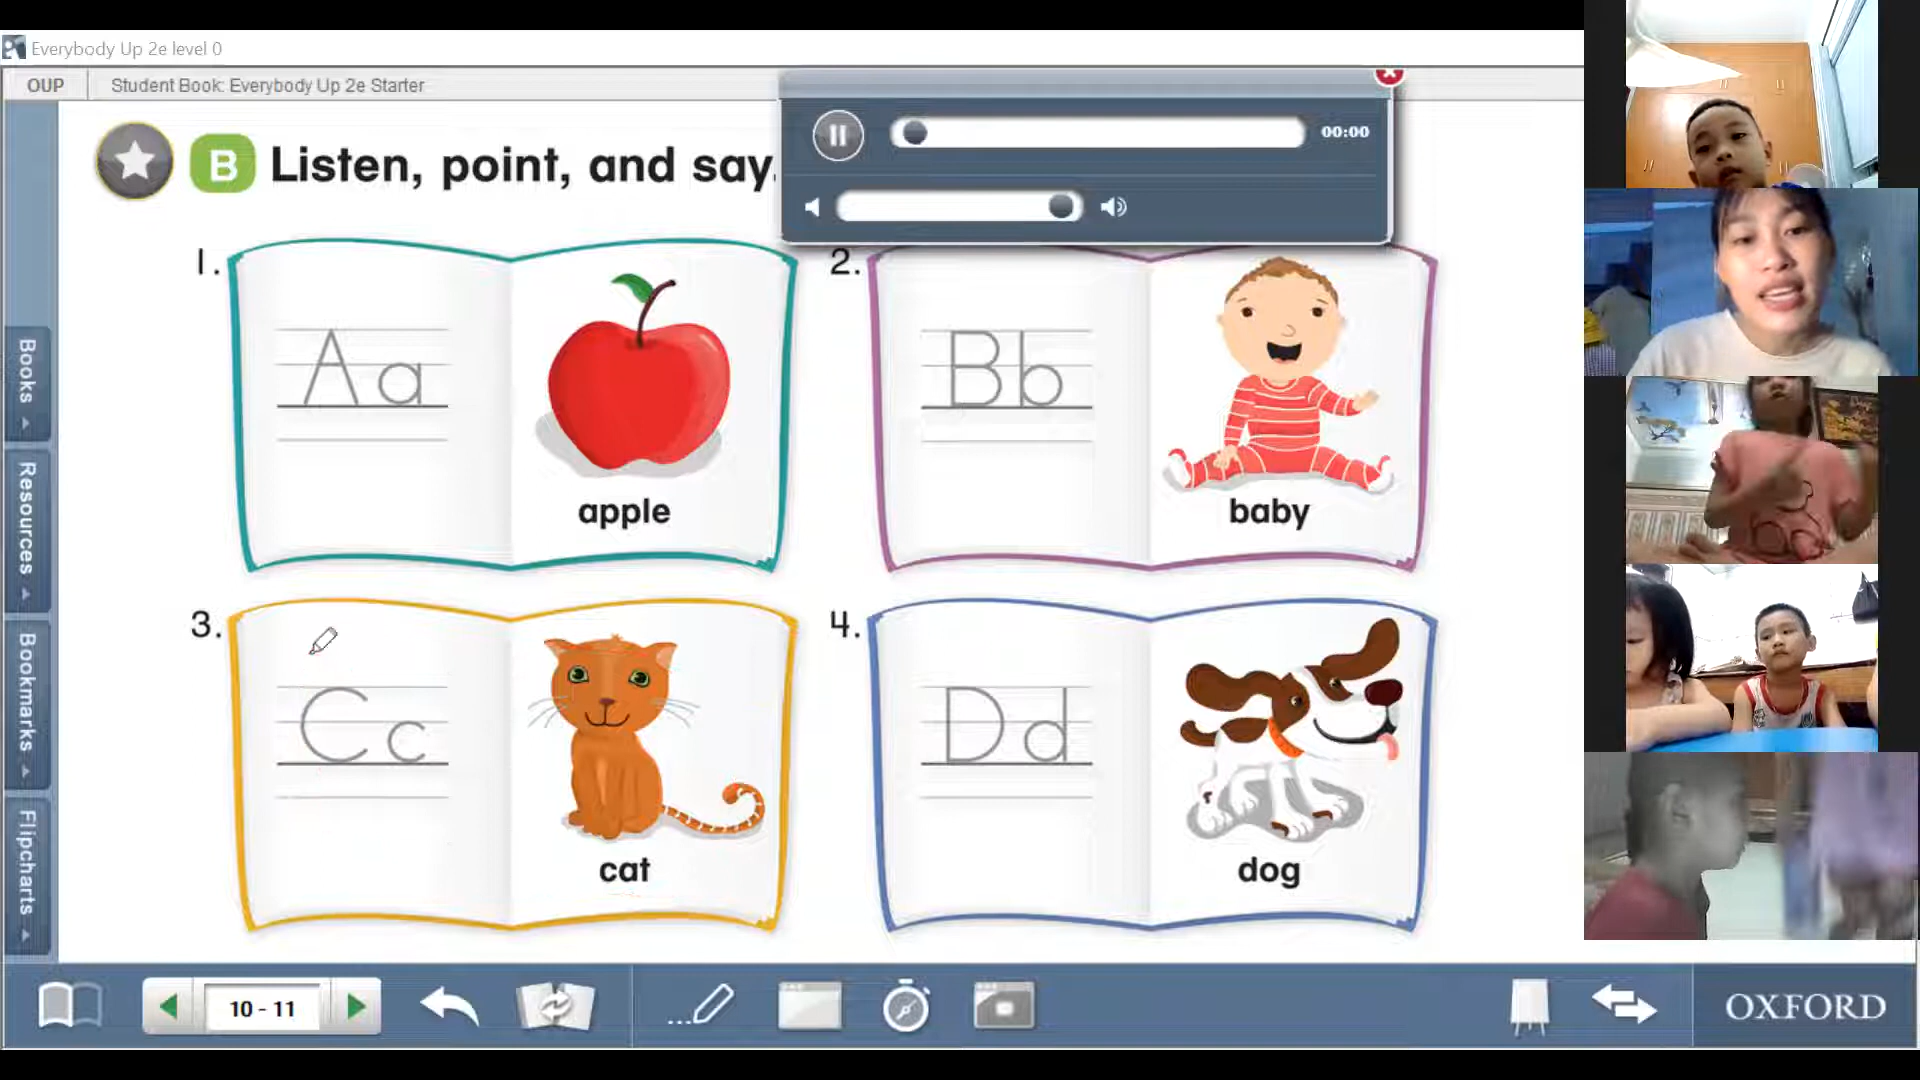 Everybody Up 2e level 0
OUP
Student Book: Everybody Up 2e Starter
00:00
B Listen, point, and say.
1.
Aa
apple
2.
Bb
baby
3.
Cc
cat
4.
Dd
dog
Books
Resources
Bookmarks
Flipcharts
10 - 11
OXFORD